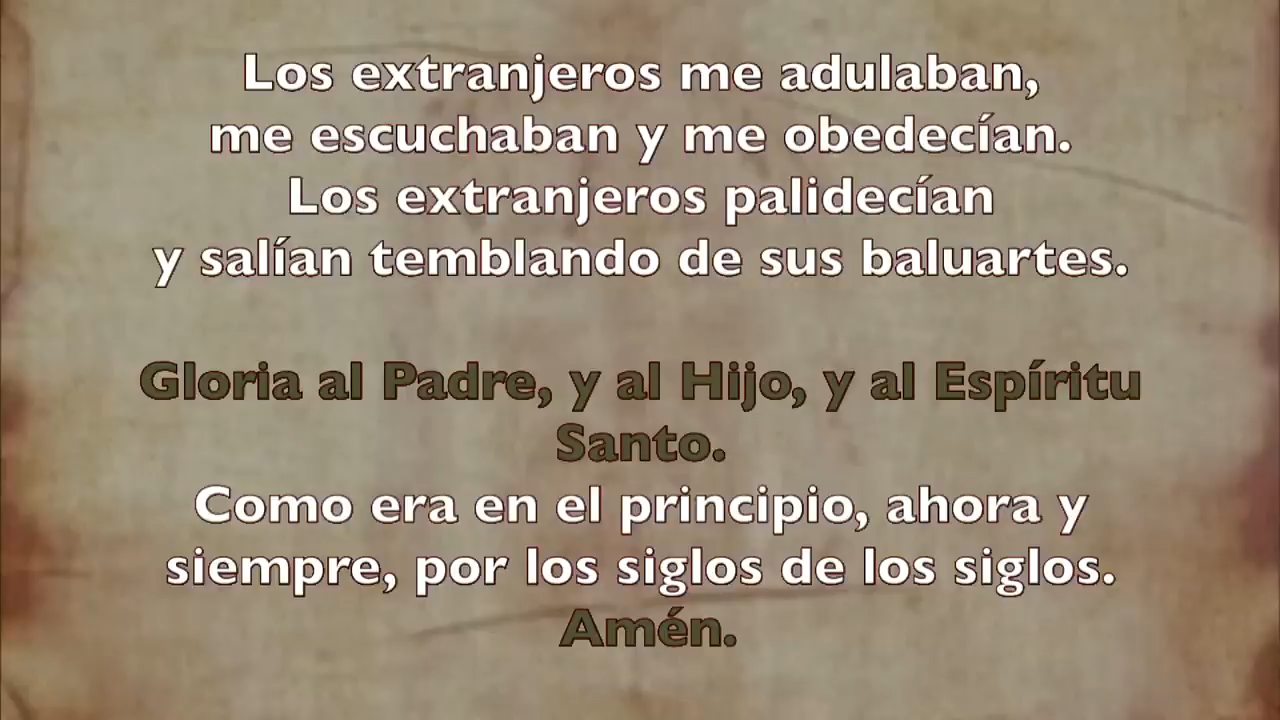 Los extranjeros me adulaban,
me escuchaban y me obedecían.
Los extranjeros palidecían
y salían temblando de sus baluartes.
Gloria al Padre, y al Hijo, y al Espíritu
Santo.
Como era en el principio, ahora y
siempre, por los siglos de los siglos.
Amén.